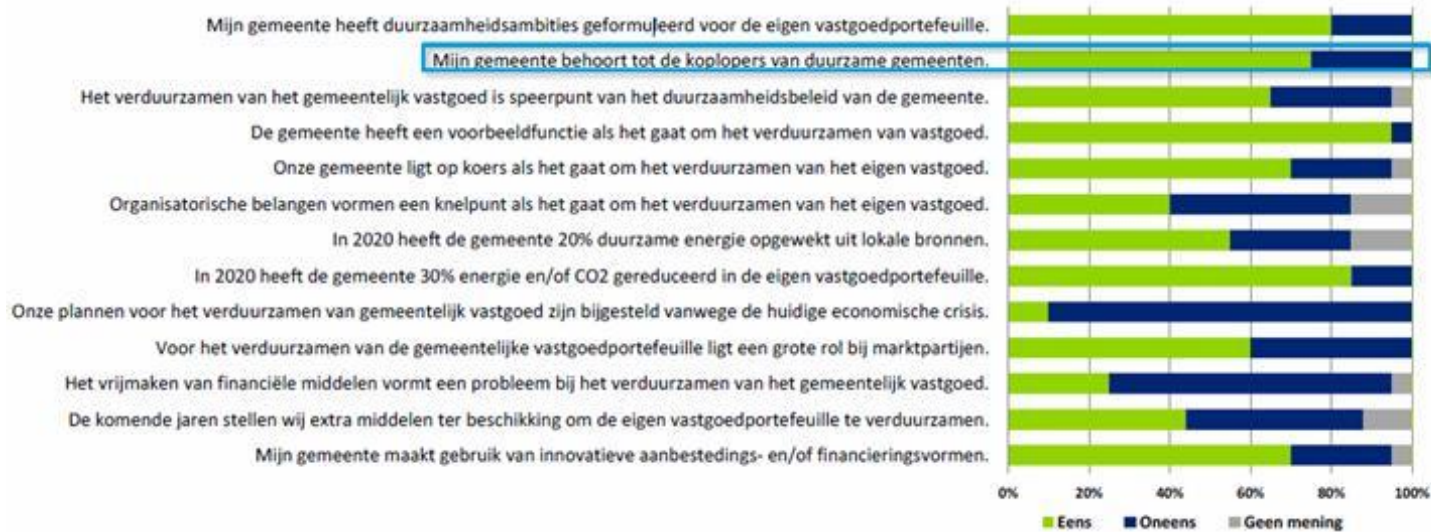 Mijn gemeente heeft duurzaamheidsambities geformuleerd voor de eigen vastgoedportefeuille.
Mijn gemeente behoort tot de koplopers van duurzame gemeenten.
Het verduurzamen van het gemeentelijk vastgoed is speerpunt van het duurzaamheidsbeleid van de gemeente.
De gemeente heeft een voorbeeldfunctie als het gaat om het verduurzamen van vastgoed.
Onze gemeente ligt op koers als het gaat om het verduurzamen van het eigen vastgoed.
Organisatorische belangen vormen een knelpunt als het gaat om het verduurzamen van het eigen vastgoed.
In 2020 heeft de gemeente 20% duurzame energie opgewekt uit lokale bronnen.
In 2020 heeft de gemeente 30% energie en/of CO2 gereduceerd in de eigen vastgoedportefeuille.
Onze plannen voor het verduurzamen van gemeentelijk vastgoed zijn bijgesteld vanwege de huidige economische crisis.
Voor het verduurzamen van de gemeentelijke vastgoedportefeuille ligt een grote rol bij marktpartijen.
Het vrijmaken van financiële middelen vormt een probleem bij het verduurzamen van het gemeentelijk vastgoed.
De komende jaren stellen wij extra middelen ter beschikking om de eigen vastgoedportefeuille te verduurzamen.
Mijn gemeente maakt gebruik van innovatieve aanbestedings- en/of financieringsvormen.
0% 20% 40% 60% 80% 100%
Eens Oneens Geen mening